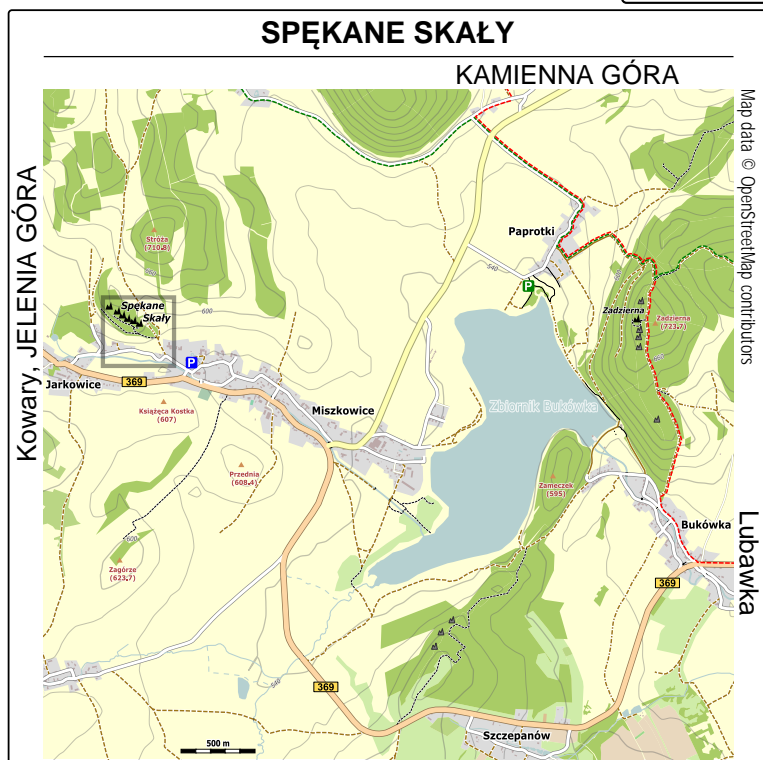 SPĘKANE SKAŁY
KAMIENNA GÓRA
Map data © OpenStreetMap contributors
Kowary, JELENIA GÓRA
Paprotki
Stróża
(710.8)
560
540
P
600
Spękane
Skały
Zadzierna
Zadzierna
(723.7)
P
Jarkowice
369
Zbiornik Bukówka
Książęca Kostka
(607)
Miszkowice
Przednia
(608.4)
Zameczek
(595)
Bukówka
Lubawka
600
Zagórze
(623.7)
369
540
369
Szczepanów
500 m